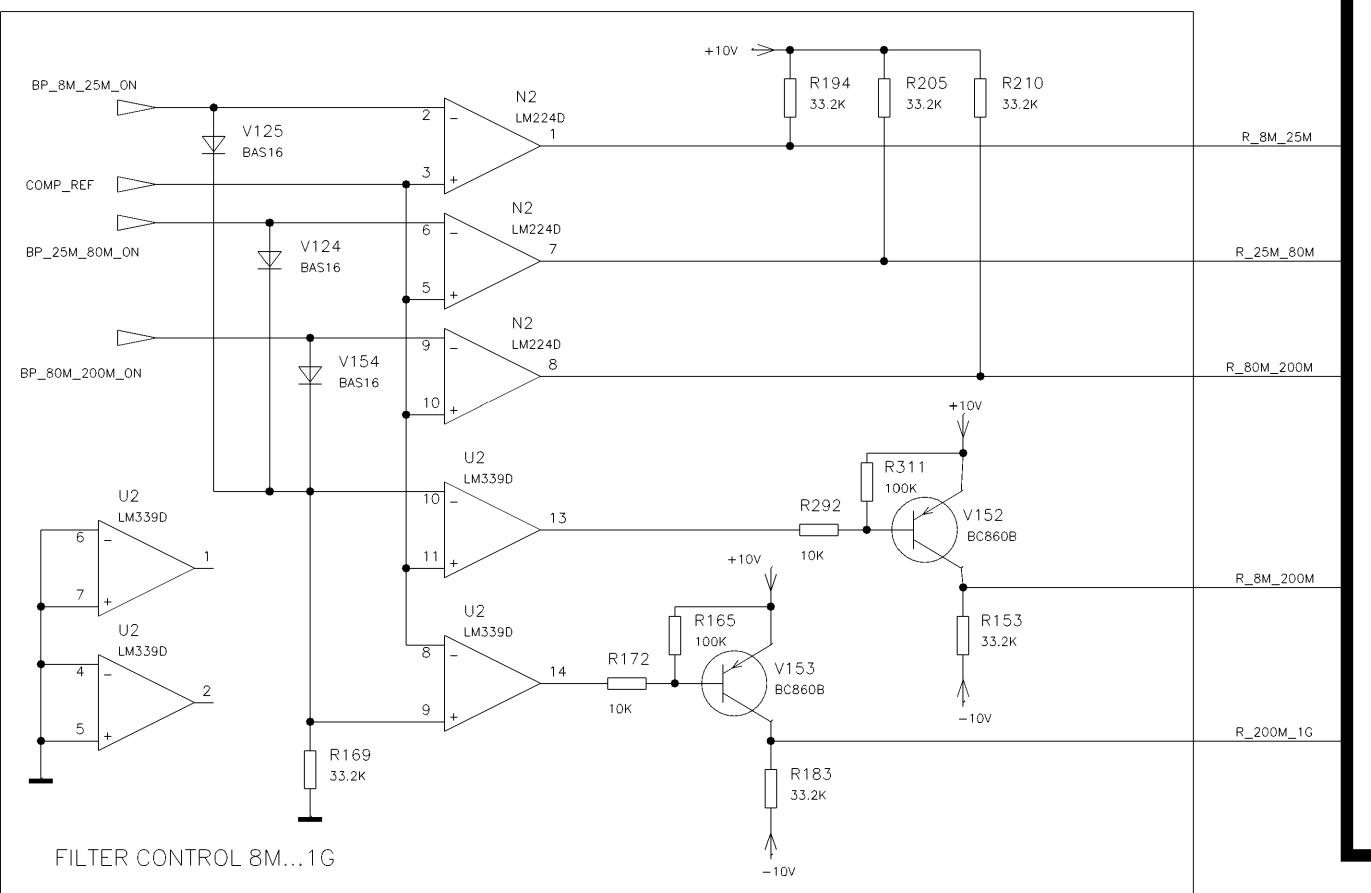 +10V
R194
33.2K
R205
33.2K
R210
33.2K
BP_8M_25M_ON
V125
BAS16
2
−
3
+
N2
LM224D
1
R_8M_25M
COMP_REF
BP_25M_80M_ON
V124
BAS16
6
−
5
+
N2
LM224D
7
R_25M_80M
BP_80M_200M_ON
V154
BAS16
9
−
10
+
N2
LM224D
8
R_80M_200M
U2
LM339D
10
−
11
+
13
R292
10K
R311
100K
+10V
V152
BC860B
R_8M_200M
R153
33.2K
−10V
U2
LM339D
6
−
7
+
1
U2
LM339D
4
−
5
+
2
U2
LM339D
8
−
9
+
14
R172
10K
R165
100K
+10V
V153
BC860B
R_200M_1G
R183
33.2K
−10V
R169
33.2K
FILTER CONTROL 8M...1G